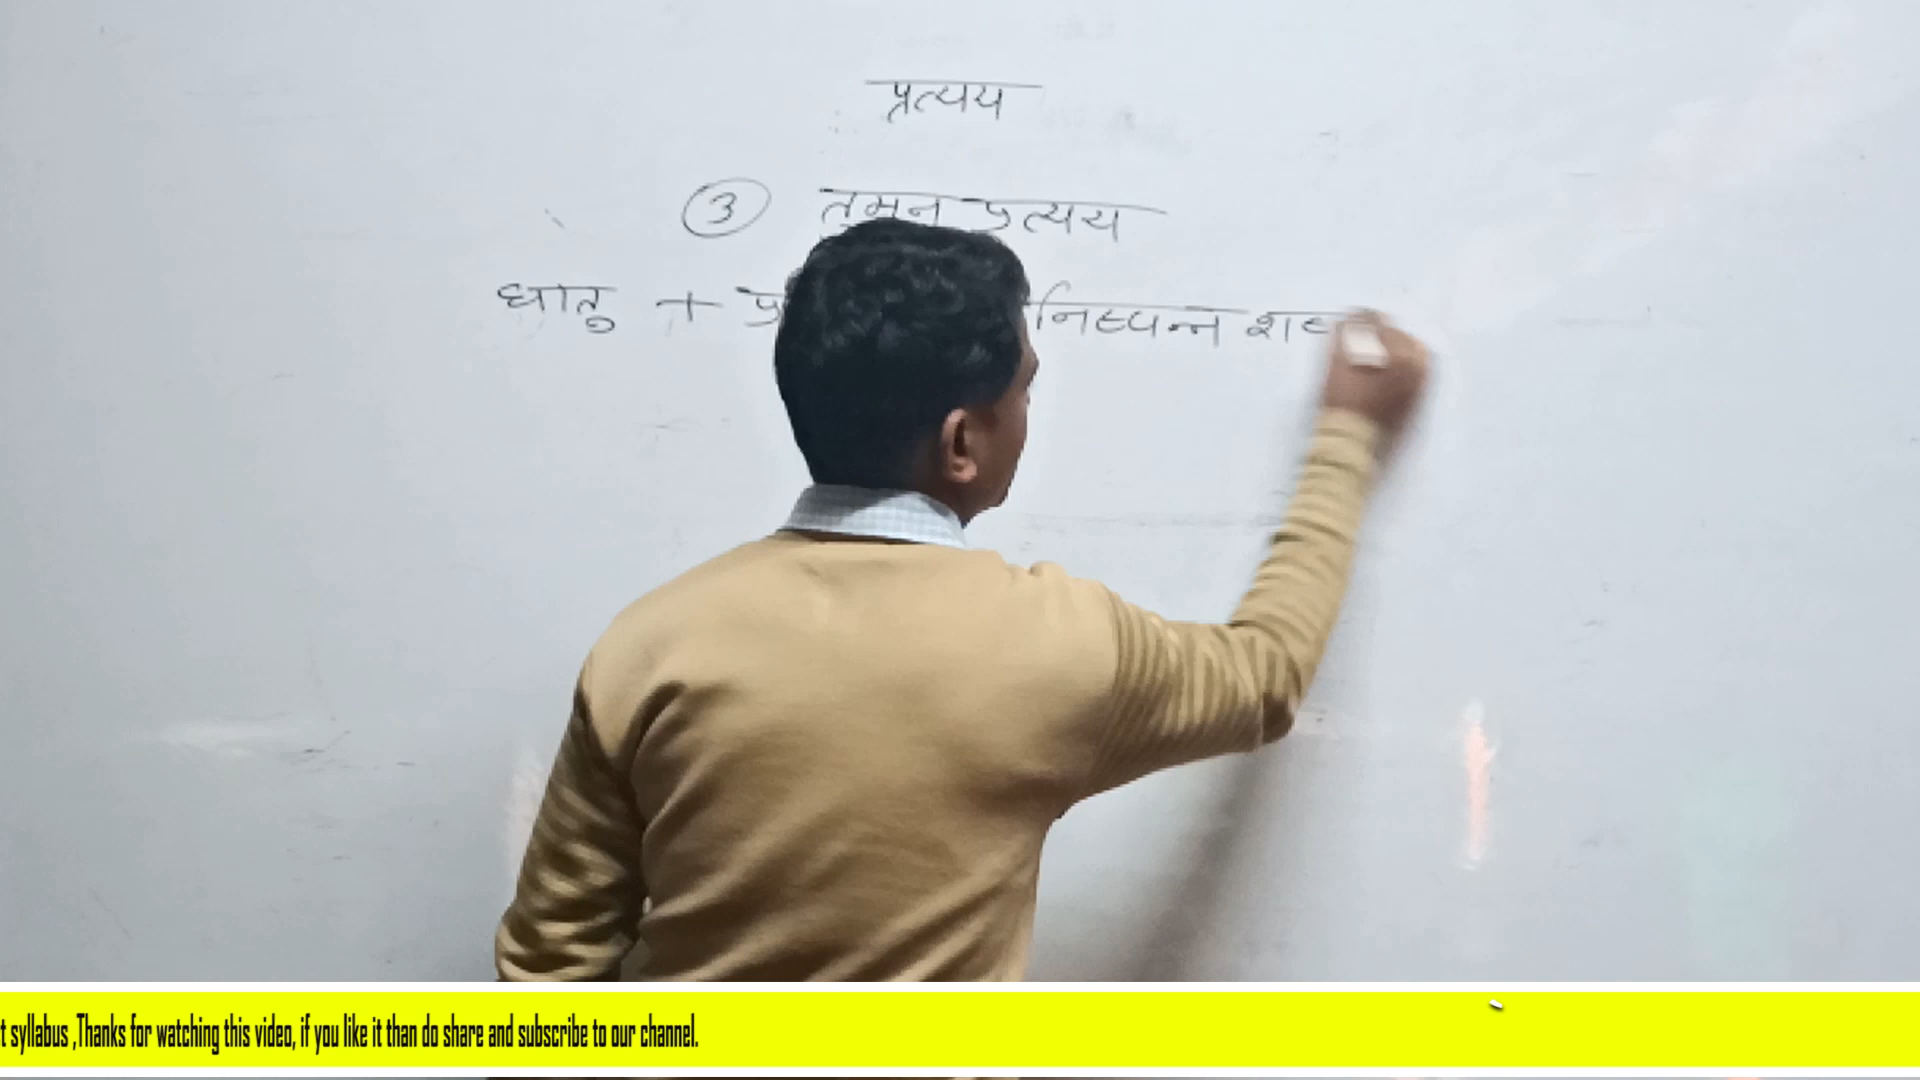 प्रत्यय
③ तुमुन प्रत्यय
धातु + निष्पन्न
t syllabus ,Thanks for watching this video, if you like it than do share and subscribe to our channel.